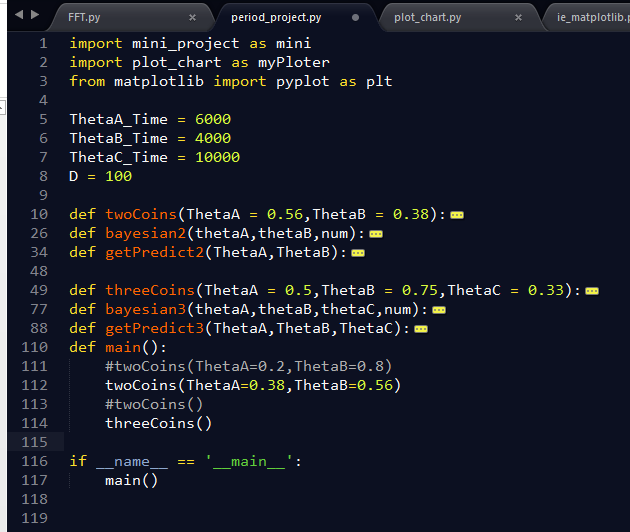 FFT.py × period_project.py plot_chart.py × ie_matplotlib.p
1 import mini_project as mini
2 import plot_chart as myPloter
3 from matplotlib import pyplot as plt
4
5 ThetaA_Time = 6000
6 ThetaB_Time = 4000
7 ThetaC_Time = 10000
8 D = 100
9
10 def twoCoins(ThetaA = 0.56,ThetaB = 0.38):
26 def bayesian2(thetaA,thetaB,num):
34 def getPredict2(ThetaA,ThetaB):
48
49 def threeCoins(ThetaA = 0.5,ThetaB = 0.75,ThetaC = 0.33):
77 def bayesian3(thetaA,thetaB,thetaC,num):
88 def getPredict3(ThetaA,ThetaB,ThetaC):
110 def main():
111     #twoCoins(ThetaA=0.2,ThetaB=0.8)
112     twoCoins(ThetaA=0.38,ThetaB=0.56)
113     #twoCoins()
114     threeCoins()
115
116 if __name__ == '__main__':
117     main()
118
119